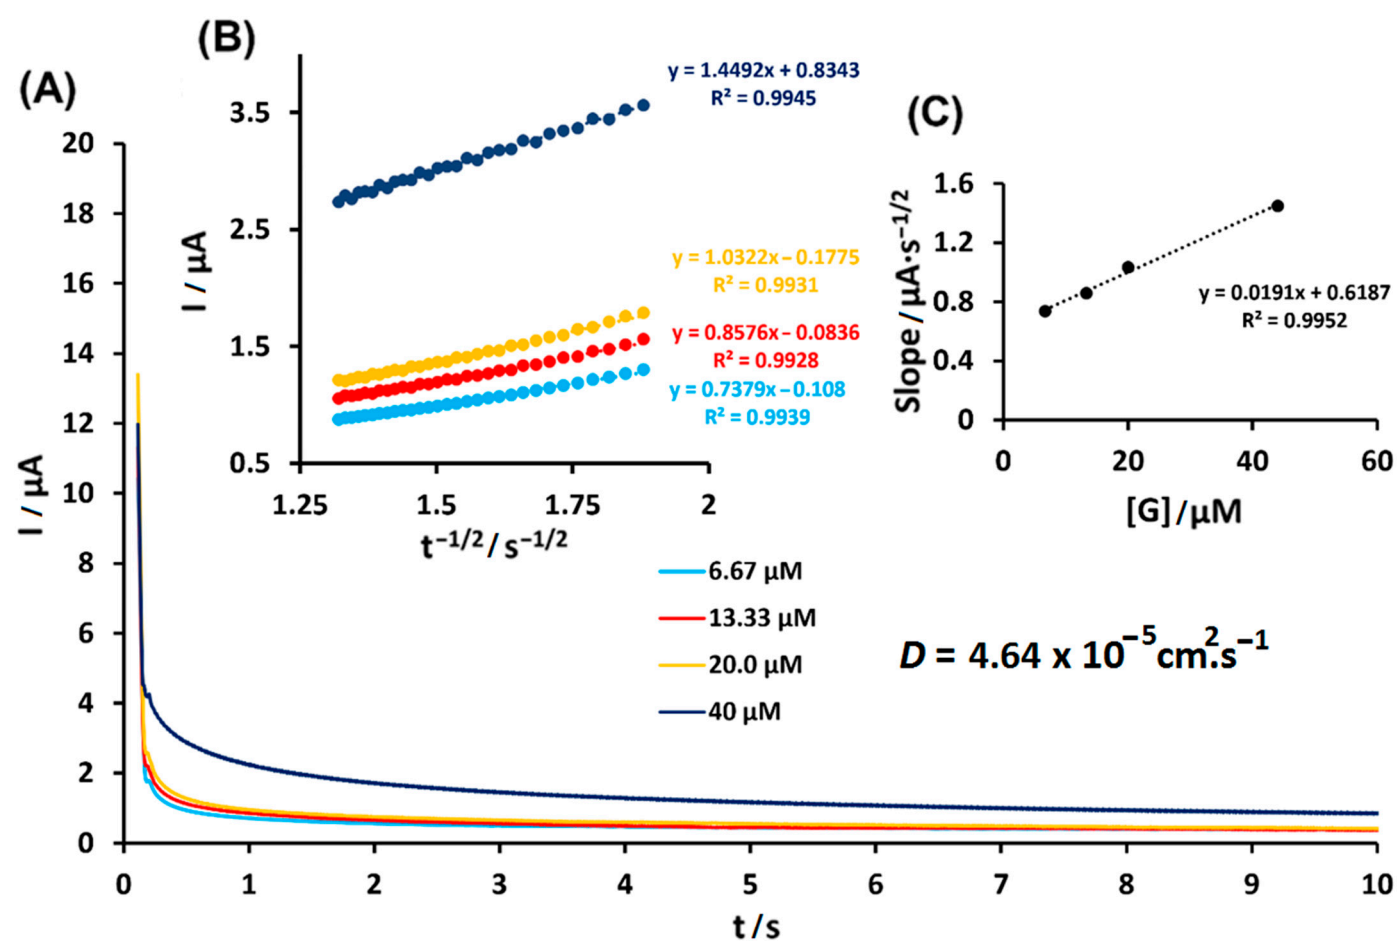 (A)
20
18
16
14
12
10
8
6
4
2
0
I / µA
0
1
2
3
4
5
6
7
8
9
10
t /s
(B)
3.5
2.5
1.5
0.5
I / µA
1.25
1.5
1.75
2
t⁻¹/² / s⁻¹/²
y = 1.4492x + 0.8343
R² = 0.9945
y = 1.0322x – 0.1775
R² = 0.9931
y = 0.8576x – 0.0836
R² = 0.9928
y = 0.7379x – 0.108
R² = 0.9939
(C)
1.6
1.2
0.8
0.4
0
Slope / µA·s⁻¹/²
0
20
40
60
[G] /µM
y = 0.0191x + 0.6187
R² = 0.9952
6.67 µM
13.33 µM
20.0 µM
40 µM
D = 4.64 x 10⁻⁵ cm².s⁻¹